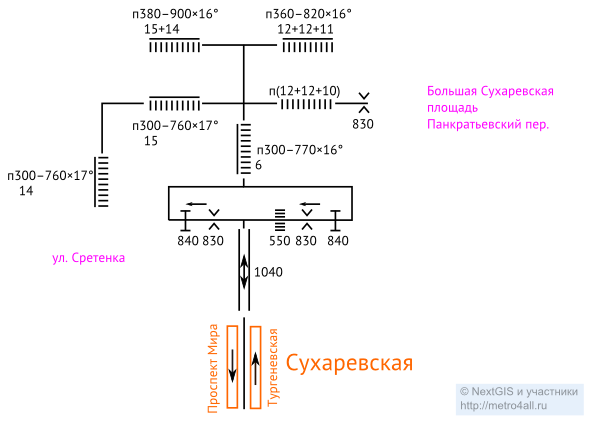 п380–900×16°
15+14
п360–820×16°
12+12+11
п300–760×17°
15
п(12+12+10)
830
Большая Сухаревская
площадь
Панкратьевский пер.
п300–770×16°
6
п300–760×17°
14
840 830 550 830 840
ул. Сретенка
1040
Проспект Мира
Тургеневская
Сухаревская
© NextGIS и участники
http://metro4all.ru